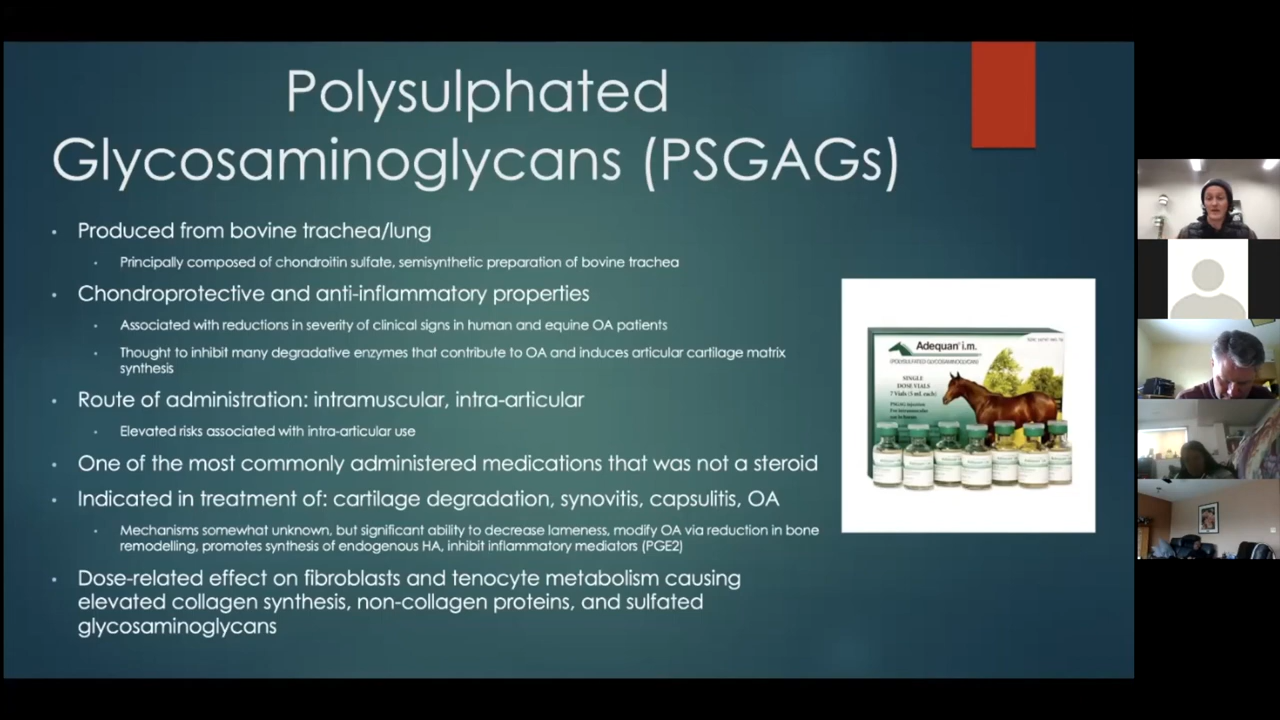 Polysulphated
Glycosaminoglycans (PSGAGs)
Produced from bovine trachea/lung
Principally composed of chondroitin sulfate, semisynthetic preparation of bovine trachea
Chondroprotective and anti-inflammatory properties
Associated with reductions in severity of clinical signs in human and equine OA patients
Thought to inhibit many degradative enzymes that contribute to OA and induces articular cartilage matrix
synthesis
Route of administration: intramuscular, intra-articular
Elevated risks associated with intra-articular use
One of the most commonly administered medications that was not a steroid
Indicated in treatment of: cartilage degradation, synovitis, capsulitis, OA
Mechanisms somewhat unknown, but significant ability to decrease lameness, modify OA via reduction in bone
remodelling, promotes synthesis of endogenous HA, inhibit inflammatory mediators (PGE2)
Dose-related effect on fibroblasts and tenocyte metabolism causing
elevated collagen synthesis, non-collagen proteins, and sulfated
glycosaminoglycans
Adequan i.m.
(POLYSULFATED GLYCOSAMINOGLYCAN)
SINGLE
DOSE VIALS
7 Vials (5 mL each)